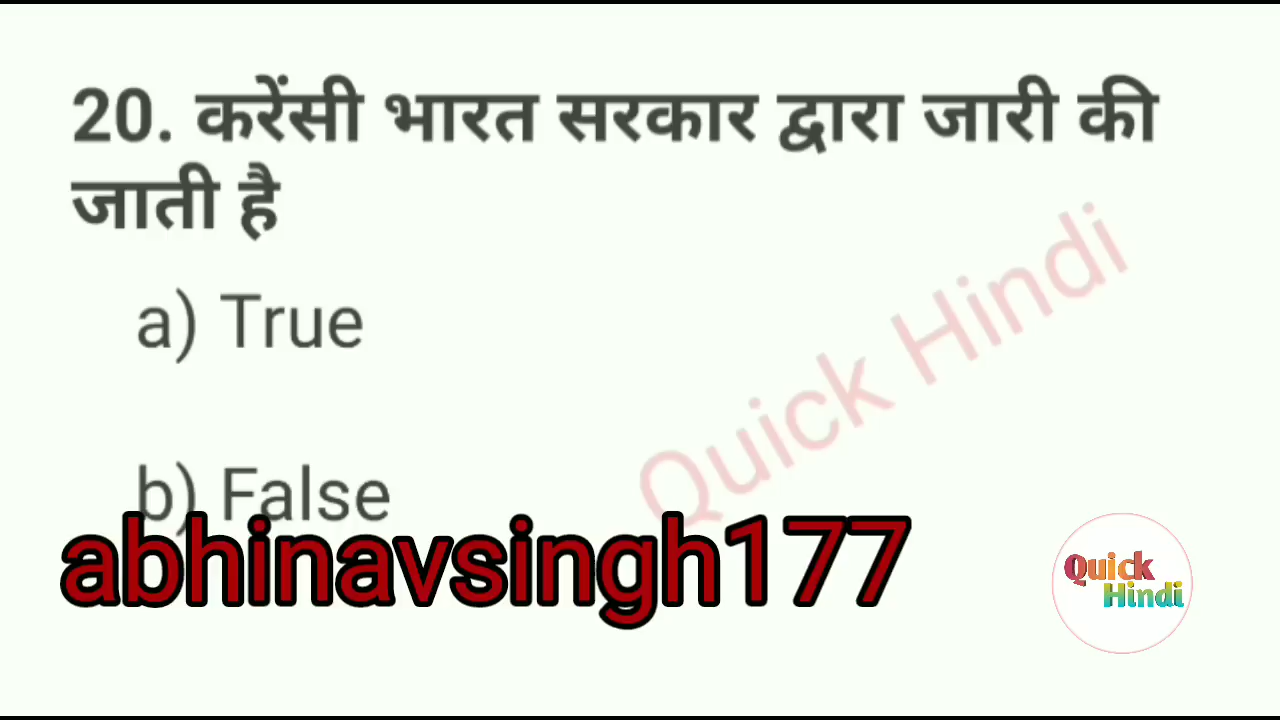 20. करेंसी भारत सरकार द्वारा जारी की
जाती है
a) True
Quick Hindi
b) False
abhinavsingh177
Quick
Hindi